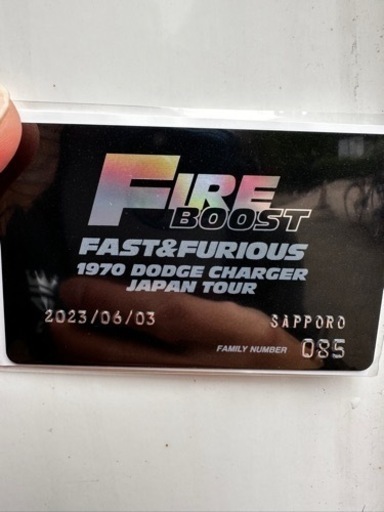 FIRE
BOOST
FAST&FURIOUS
1970 DODGE CHARGER
JAPAN TOUR
2023/06/03 SAPPORO
FAMILY NUMBER 085